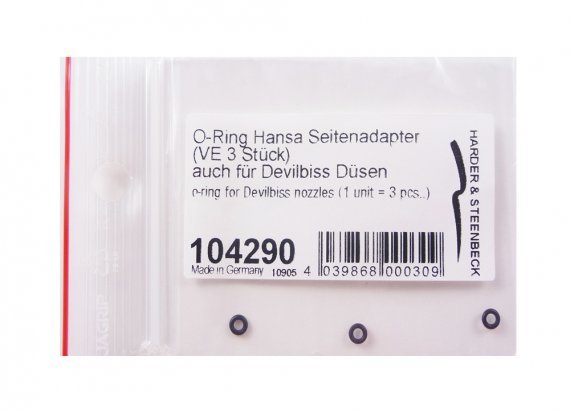 O-Ring Hansa Seitenadapter
(VE 3 Stück)
auch für Devilbiss Düsen
o-ring for Devilbiss nozzles (1 unit = 3 pcs..)
104290
Made in Germany 10905
4 039868 000309
HARDER & STEENBECK